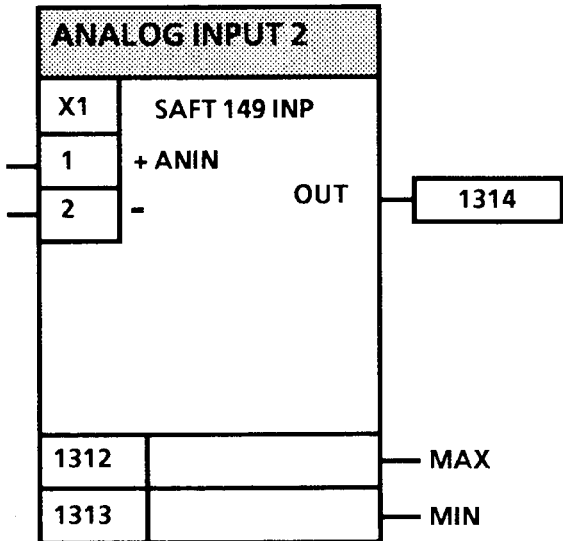 ANALOG INPUT 2
X1 SAFT 149 INP
1 + ANIN
OUT 1314
2 -
1312 MAX
1313 MIN